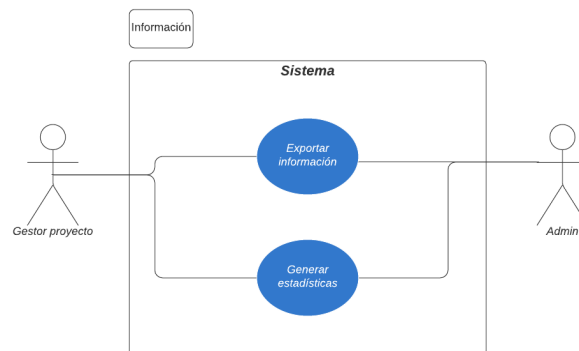 Información
Sistema
Exportar
información
Gestor proyecto
Admin
Generar
estadísticas